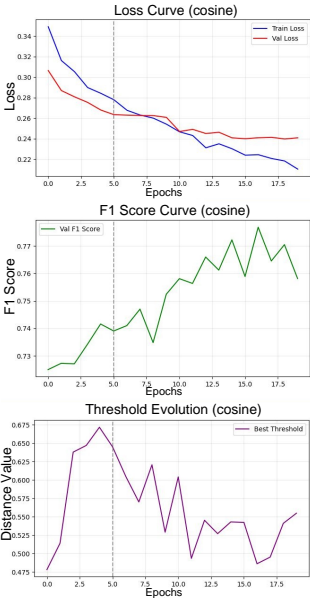 Loss Curve (cosine)
Train Loss
Val Loss
0.34
0.32
0.30
0.28
0.26
0.24
0.22
Loss
0.0 2.5 5.0 7.5 10.0 12.5 15.0 17.5
Epochs
F1 Score Curve (cosine)
Val F1 Score
0.77
0.76
0.75
0.74
0.73
F1 Score
0.0 2.5 5.0 7.5 10.0 12.5 15.0 17.5
Epochs
Threshold Evolution (cosine)
Best Threshold
0.675
0.650
0.625
0.600
0.575
0.550
0.525
0.500
0.475
Distance Value
0.0 2.5 5.0 7.5 10.0 12.5 15.0 17.5
Epochs